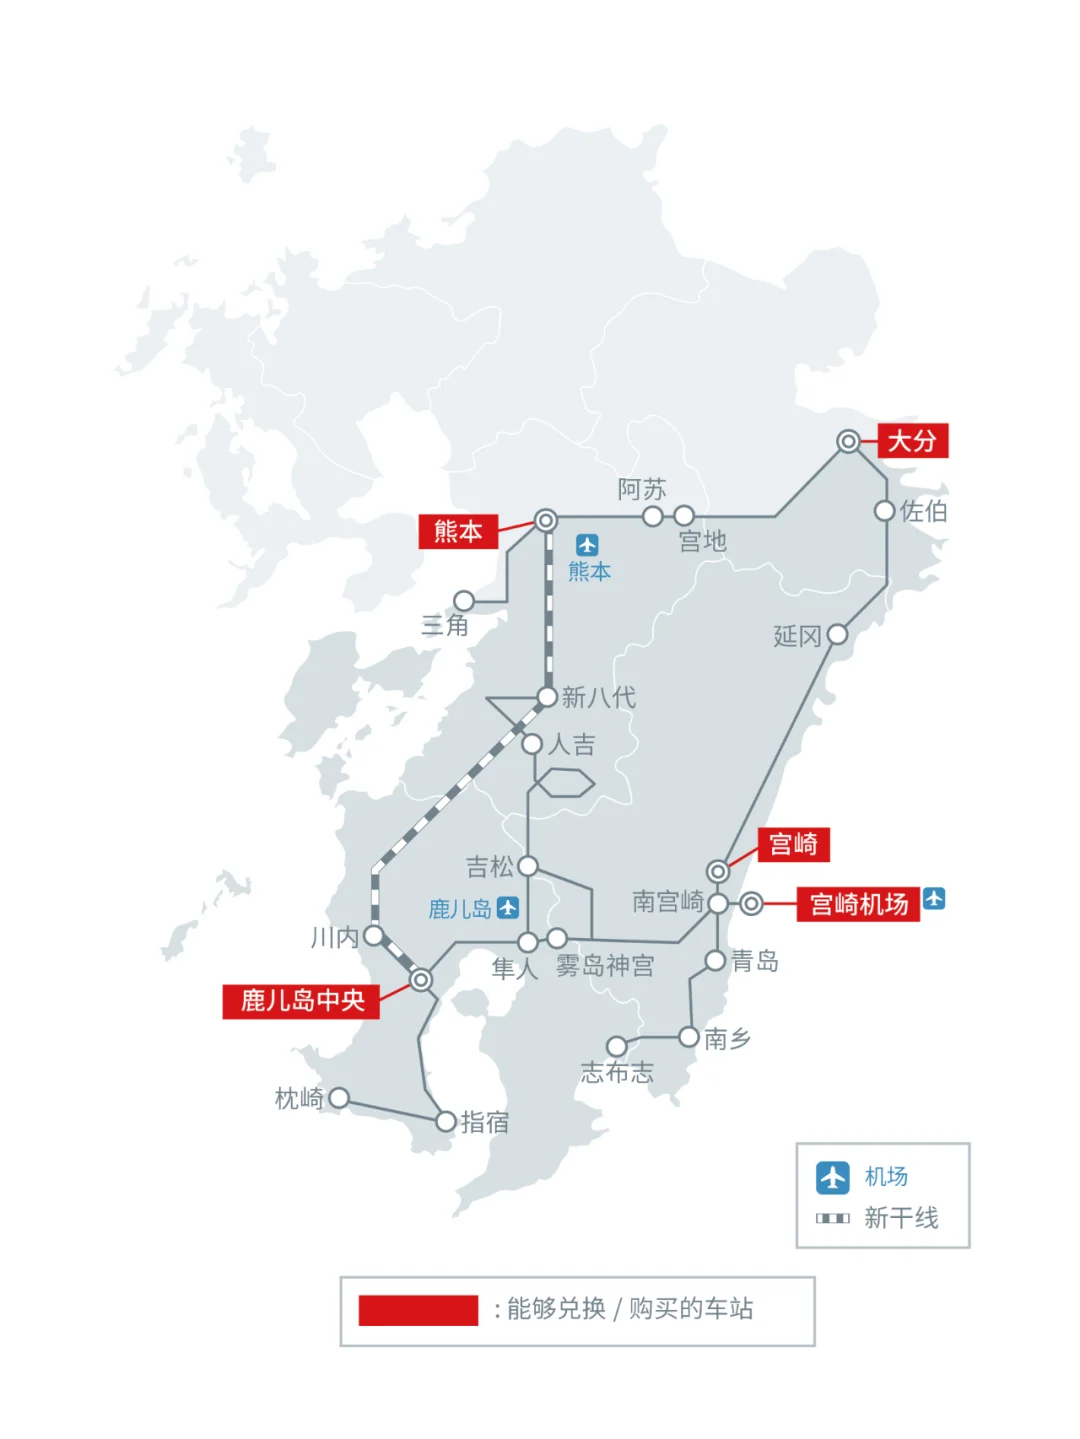 大分
阿苏
佐伯
熊本
宫地
熊本
三角
延冈
新八代
人吉
宫崎
吉松
南宫崎
宫崎机场
鹿儿岛
川内
隼人
雾岛神宫
青岛
鹿儿岛中央
南乡
志布志
枕崎
指宿
机场
新干线
: 能够兑换 / 购买的车站